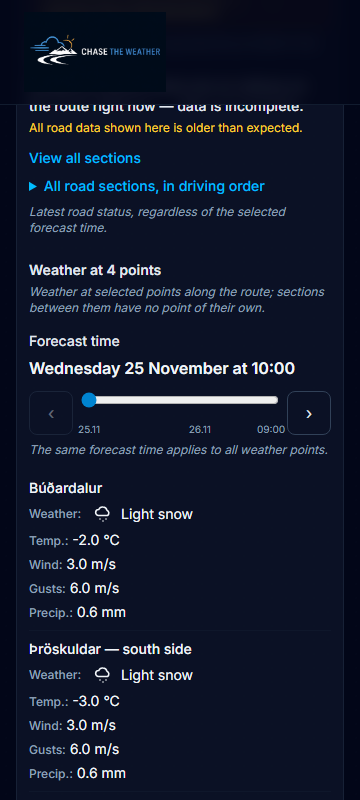 CHASE THE WEATHER
the route right now — data is incomplete.
All road data shown here is older than expected.
View all sections
▶ All road sections, in driving order
Latest road status, regardless of the selected
forecast time.
Weather at 4 points
Weather at selected points along the route; sections
between them have no point of their own.
Forecast time
Wednesday 25 November at 10:00
‹ ›
25.11 26.11 09:00
The same forecast time applies to all weather points.
Búðardalur
Weather: Light snow
Temp.: -2.0 °C
Wind: 3.0 m/s
Gusts: 6.0 m/s
Precip.: 0.6 mm
Þröskuldar — south side
Weather: Light snow
Temp.: -3.0 °C
Wind: 3.0 m/s
Gusts: 6.0 m/s
Precip.: 0.6 mm